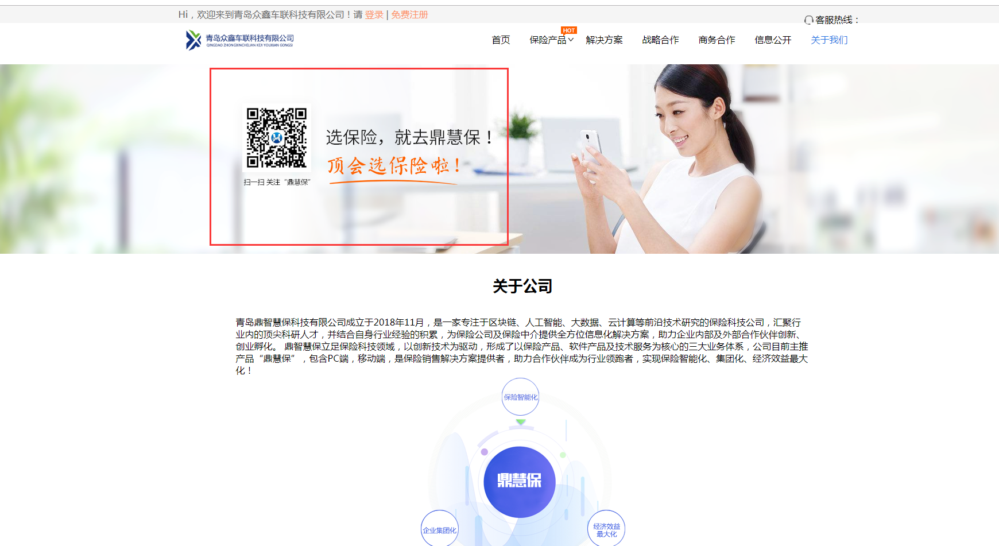 Hi，欢迎来到青岛众鑫车联科技有限公司！请 登录 | 免费注册
客服热线：
青岛众鑫车联科技有限公司
QINGDAO ZHONGXINCHELIAN KEJI YOUXIAN GONGSI
首页 保险产品 HOT 解决方案 战略合作 商务合作 信息公开 关于我们
选保险，就去鼎慧保！
顶会选保险啦！
扫一扫 关注“鼎慧保”
关于公司
青岛鼎智慧保科技有限公司成立于2018年11月，是一家专注于区块链、人工智能、大数据、云计算等前沿技术研究的保险科技公司，汇聚行
业内的顶尖科研人才，并结合自身行业经验的积累，为保险公司及保险中介提供全方位信息化解决方案，助力企业内部及外部合作伙伴创新、
创业孵化。 鼎智慧保立足保险科技领域，以创新技术为驱动，形成了以保险产品、软件产品及技术服务为核心的三大业务体系，公司目前主推
产品“鼎慧保”，包含PC端，移动端，是保险销售解决方案提供者，助力合作伙伴成为行业领跑者，实现保险智能化、集团化、经济效益最大
化！
保险智能化
鼎慧保
企业集团化
经济效益
最大化